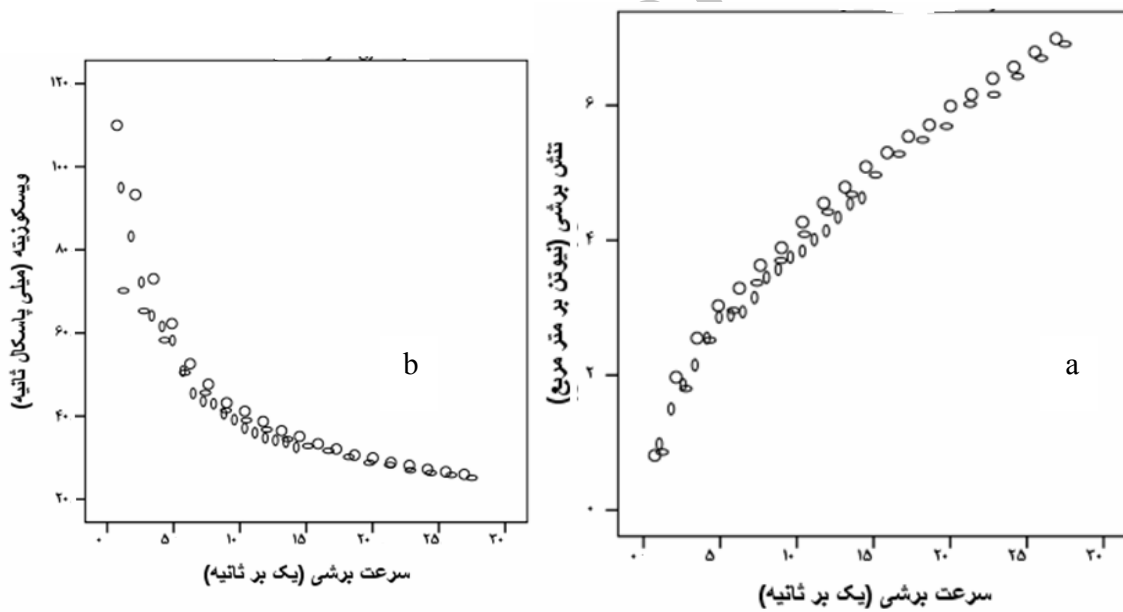 ۱۲۰
۱۰۰
۸۰
۶۰
۴۰
۲۰
ویسکوزیته (میلی پاسکال ثانیه)
b
۰ ۵ ۱۰ ۱۵ ۲۰ ۲۵ ۳۰
سرعت برشی (یک بر ثانیه)
۶
۴
۲
۰
تنش برشی (نیوتن بر متر مربع)
a
۰ ۵ ۱۰ ۱۵ ۲۰ ۲۵ ۳۰
سرعت برشی (یک بر ثانیه)